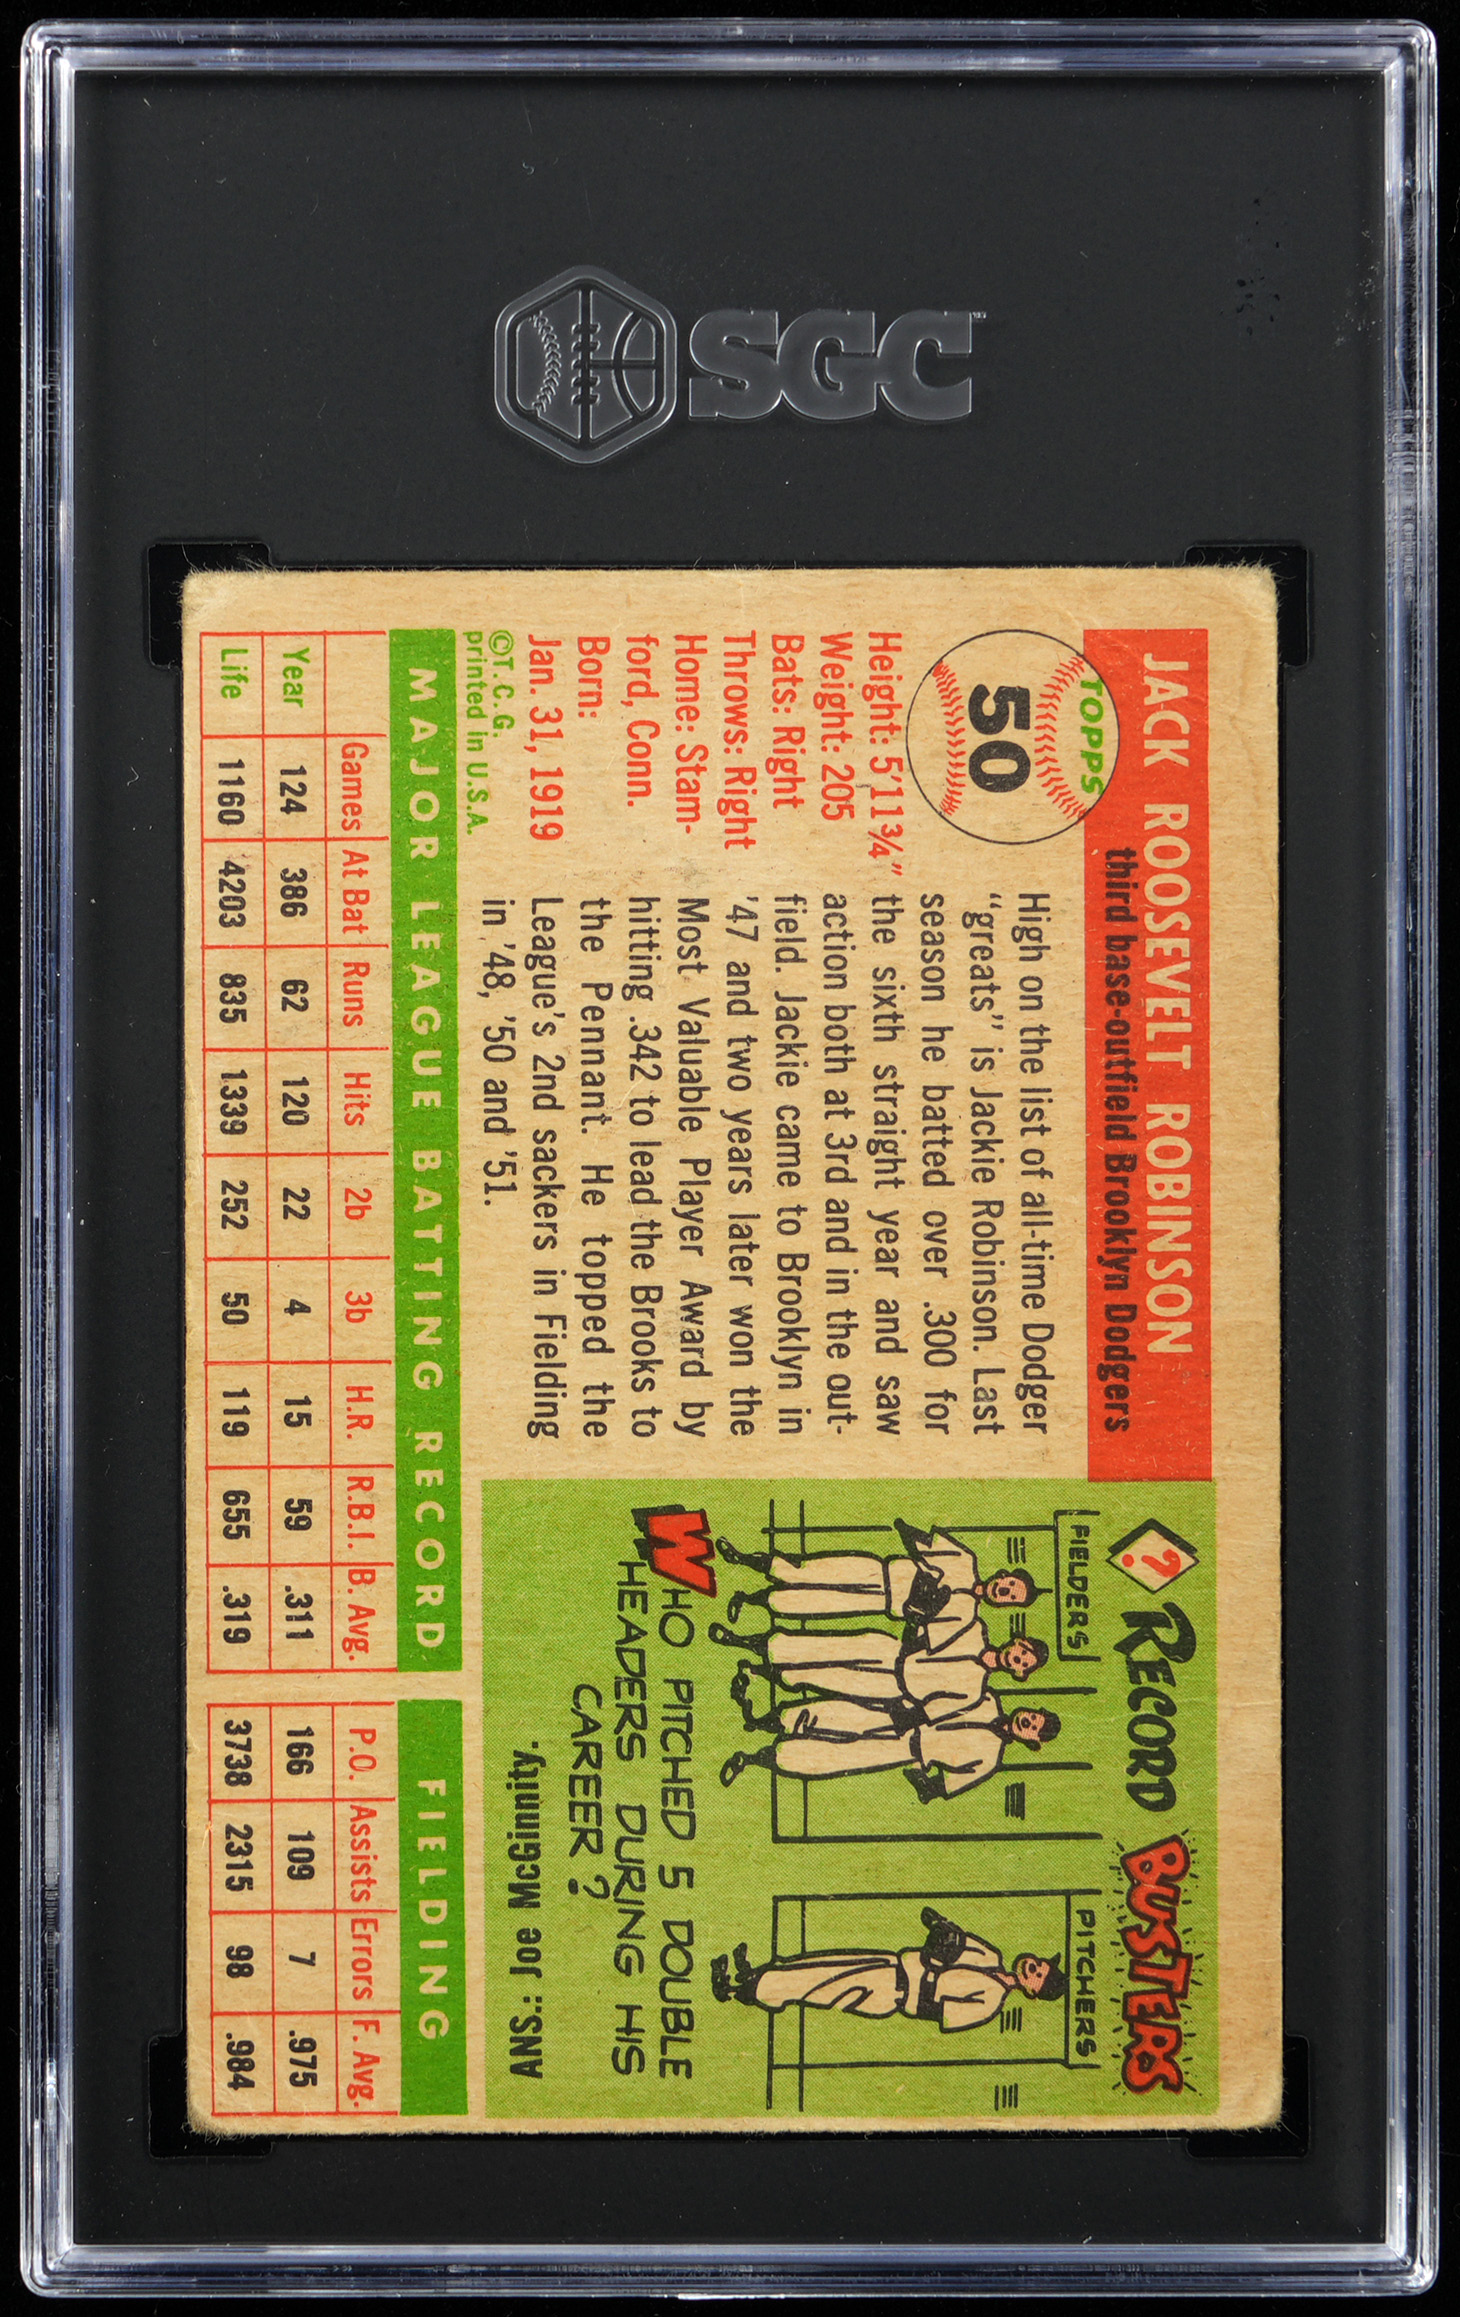 SGC
JACK ROOSEVELT ROBINSON
third base-outfield Brooklyn Dodgers
TOPPS
50
Height: 5'11¾"
Weight: 205
Bats: Right
Throws: Right
Home: Stam-
ford, Conn.
Born:
Jan. 31, 1919
©T.C.G.
printed in U.S.A.
High on the list of all-time Dodger
“greats” is Jackie Robinson. Last
season he batted over .300 for
the sixth straight year and saw
action both at 3rd and in the out-
field. Jackie came to Brooklyn in
'47 and two years later won the
Most Valuable Player Award by
hitting .342 to lead the Brooks to
the Pennant. He topped the
League's 2nd sackers in Fielding
in '48, '50 and '51.
? RECORD BUSTERS
FIELDERS
PITCHERS
WHO PITCHED 5 DOUBLE
HEADERS DURING HIS
CAREER?
ANS.: Joe McGinnity.
MAJOR LEAGUE BATTING RECORD
FIELDING
Games At Bat Runs Hits 2b 3b H.R. R.B.I. B. Avg. P.O. Assists Errors F. Avg.
Year 124 386 62 120 22 4 15 59 .311 166 109 7 .975
Life 1160 4203 835 1339 252 50 119 655 .319 3738 2315 98 .984